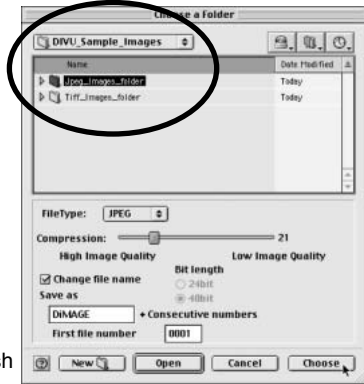 Choose a Folder
DIVU_Sample_Images
Name Date Modified
Jpeg_Images_folder Today
Tiff_Images_folder Today
FileType: JPEG
Compression: 21
High Image Quality Low Image Quality
Bit length
Change file name
24bit
Save as
48bit
DiMAGE + Consecutive numbers
First file number 0001
sh
New Open Cancel Choose